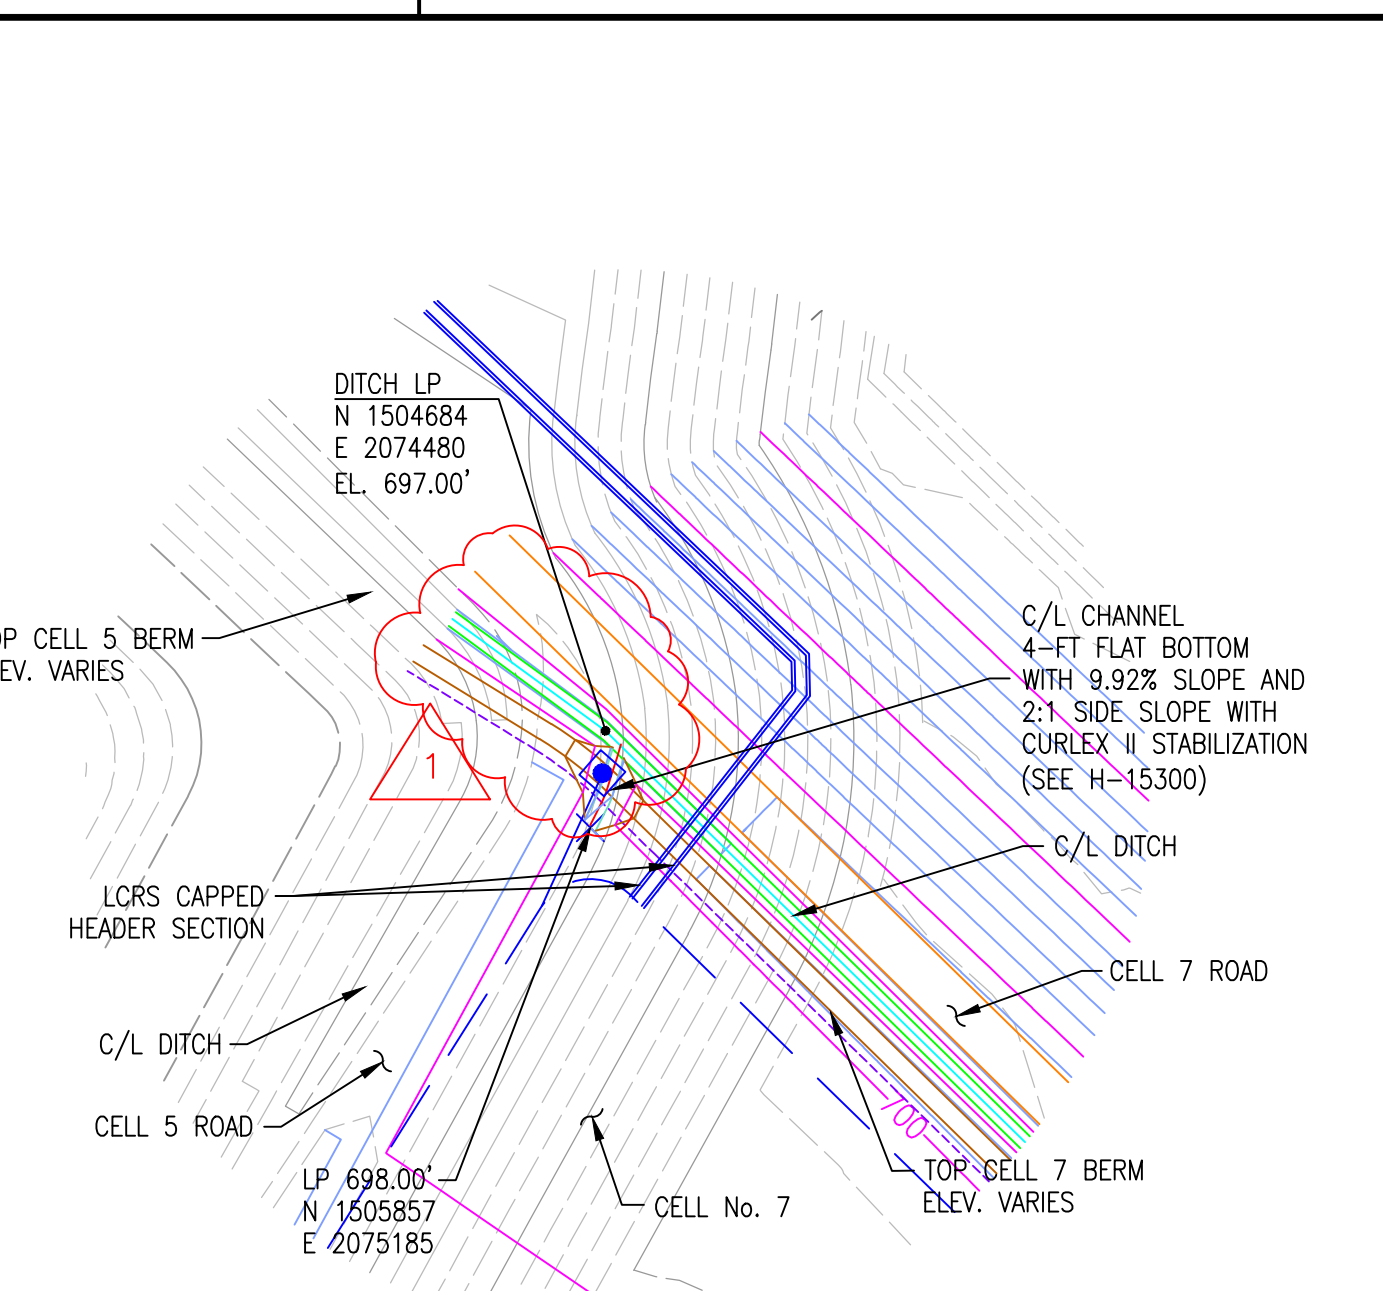 DITCH LP
N 1504684
E 2074480
EL. 697.00'
OP CELL 5 BERM
EV. VARIES
C/L CHANNEL
4-FT FLAT BOTTOM
WITH 9.92% SLOPE AND
2:1 SIDE SLOPE WITH
CURLEX II STABILIZATION
(SEE H-15300)
1
C/L DITCH
LCRS CAPPED
HEADER SECTION
CELL 7 ROAD
C/L DITCH
CELL 5 ROAD
700
TOP CELL 7 BERM
ELEV. VARIES
LP 698.00'
N 1505857
E 2075185
CELL No. 7